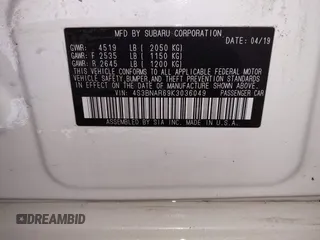 MFD BY SUBARU CORPORATION
DATE: 04/19
GVWR: 4519 LB ( 2050 KG)
GAWR: F 2535 LB ( 1150 KG)
GAWR: R 2645 LB ( 1200 KG)
THIS VEHICLE CONFORMS TO ALL APPLICABLE FEDERAL MOTOR
VEHICLE SAFETY, BUMPER, AND THEFT PREVENTION STANDARDS
IN EFFECT ON THE DATE OF MANUFACTURE SHOWN ABOVE.
VIN: 4S3BNAR69K3036049 PASSENGER CAR
ASSEMBLED BY SIA INC. MADE IN U.S.A.
©DREAMBID